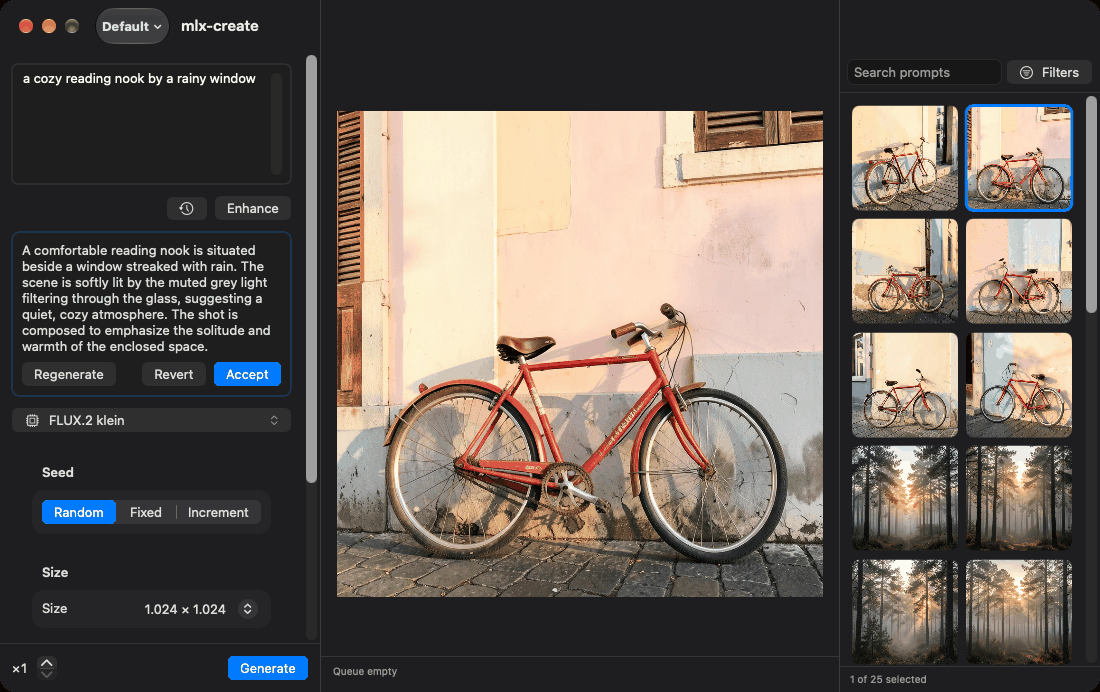 Default
mlx-create
a cozy reading nook by a rainy window
Enhance
A comfortable reading nook is situated
beside a window streaked with rain. The
scene is softly lit by the muted grey light
filtering through the glass, suggesting a
quiet, cozy atmosphere. The shot is
composed to emphasize the solitude and
warmth of the enclosed space.
Regenerate
Revert
Accept
FLUX.2 klein
Seed
Random
Fixed
Increment
Size
Size
1.024 × 1.024
×1
Generate
Queue empty
Search prompts
Filters
1 of 25 selected